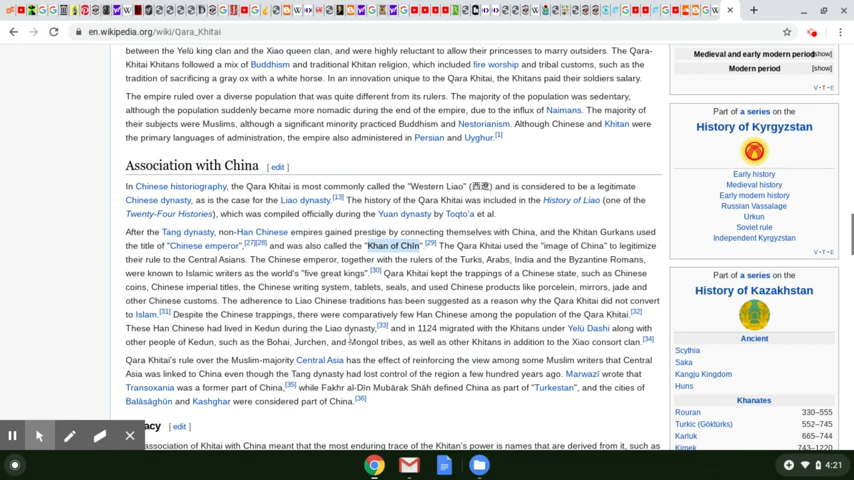 en.wikipedia.org/wiki/Qara_Khitai
between the Yelü king clan and the Xiao queen clan, and were highly reluctant to allow their princesses to marry outsiders. The Qara-
Khitai Khitans followed a mix of Buddhism and traditional Khitan religion, which included fire worship and tribal customs, such as the
tradition of sacrificing a gray ox with a white horse. In an innovation unique to the Qara Khitai, the Khitans paid their soldiers salary.
The empire ruled over a diverse population that was quite different from its rulers. The majority of the population was sedentary,
although the population suddenly became more nomadic during the end of the empire, due to the influx of Naimans. The majority of
their subjects were Muslims, although a significant minority practiced Buddhism and Nestorianism. Although Chinese and Khitan were
the primary languages of administration, the empire also administered in Persian and Uyghur.[1]
Association with China [ edit ]
In Chinese historiography, the Qara Khitai is most commonly called the "Western Liao" (西遼) and is considered to be a legitimate
Chinese dynasty, as is the case for the Liao dynasty.[13] The history of the Qara Khitai was included in the History of Liao (one of the
Twenty-Four Histories), which was compiled officially during the Yuan dynasty by Toqto'a et al.
After the Tang dynasty, non-Han Chinese empires gained prestige by connecting themselves with China, and the Khitan Gurkans used
the title of "Chinese emperor",[27][28] and was also called the "Khan of Chīn".[29] The Qara Khitai used the "image of China" to legitimize
their rule to the Central Asians. The Chinese emperor, together with the rulers of the Turks, Arabs, India and the Byzantine Romans,
were known to Islamic writers as the world's "five great kings".[30] Qara Khitai kept the trappings of a Chinese state, such as Chinese
coins, Chinese imperial titles, the Chinese writing system, tablets, seals, and used Chinese products like porcelein, mirrors, jade and
other Chinese customs. The adherence to Liao Chinese traditions has been suggested as a reason why the Qara Khitai did not convert
to Islam.[31] Despite the Chinese trappings, there were comparatively few Han Chinese among the population of the Qara Khitai.[32]
These Han Chinese had lived in Kedun during the Liao dynasty,[33] and in 1124 migrated with the Khitans under Yelü Dashi along with
other people of Kedun, such as the Bohai, Jurchen, and Mongol tribes, as well as other Khitans in addition to the Xiao consort clan.[34]
Qara Khitai's rule over the Muslim-majority Central Asia has the effect of reinforcing the view among some Muslim writers that Central
Asia was linked to China even though the Tang dynasty had lost control of the region a few hundred years ago. Marwazī wrote that
Transoxania was a former part of China,[35] while Fakhr al-Dīn Mubārak Shāh defined China as part of "Turkestan", and the cities of
Balāsāghūn and Kashghar were considered part of China.[36]
acy [ edit ]
association of Khitai with China meant that the most enduring trace of the Khitan's power is names that are derived from it, such as
Medieval and early modern period [show]
Modern period [show]
V · T · E
Part of a series on the
History of Kyrgyzstan
Early history
Medieval history
Early modern history
Russian Vassalage
Urkun
Soviet rule
Independent Kyrgyzstan
V · T · E
Part of a series on the
History of Kazakhstan
Ancient
Scythia
Saka
Kangju Kingdom
Huns
Khanates
Rouran 330–555
Turkic (Göktürks) 552–745
Karluk 665–744
Kimek 743–1220
4:21